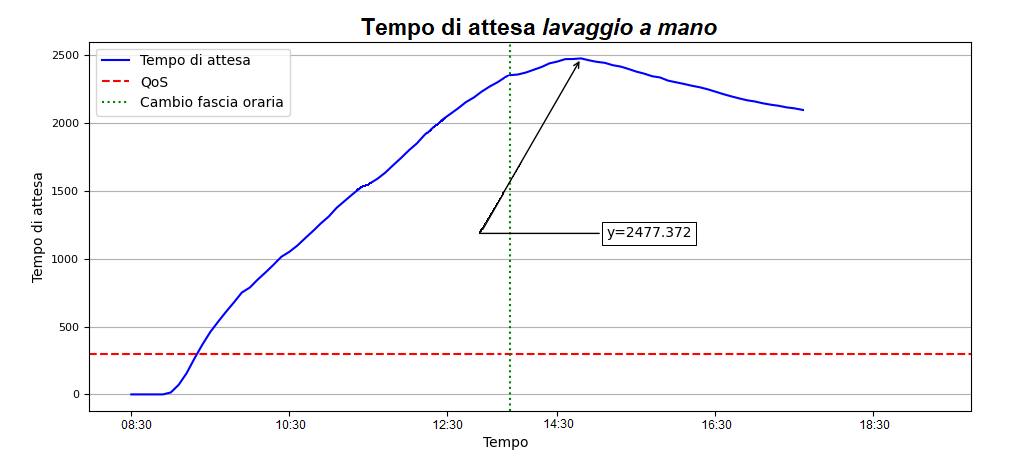 Tempo di attesa lavaggio a mano
Tempo di attesa
QoS
Cambio fascia oraria
2500
2000
1500
1000
500
0
Tempo di attesa
y=2477.372
08:30 10:30 12:30 14:30 16:30 18:30
Tempo